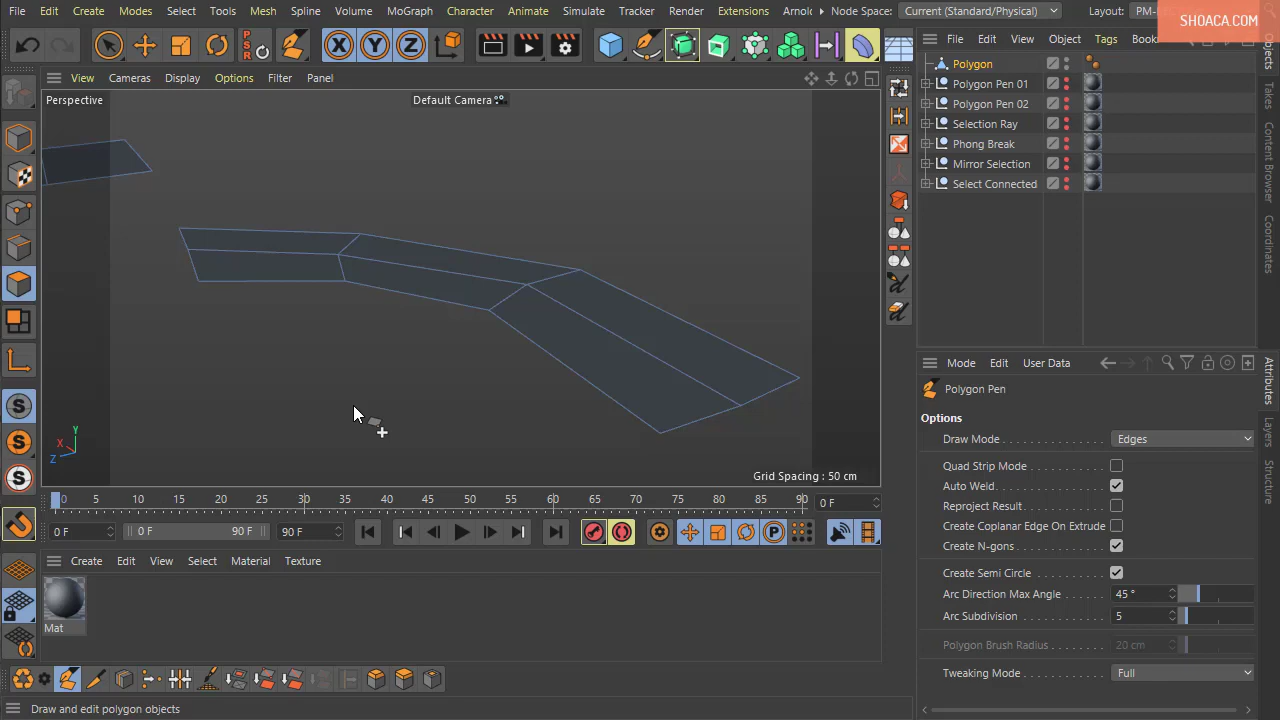 File Edit Create Modes Select Tools Mesh Spline Volume MoGraph Character Animate Simulate Tracker Render Extensions Arnol Node Space: Current (Standard/Physical) Layout:
SHOACA.COM
PSR
X Y Z
File Edit View Object Tags Book
View Cameras Display Options Filter Panel
Perspective
Default Camera
Polygon
Polygon Pen 01
Polygon Pen 02
Selection Ray
Phong Break
Mirror Selection
Select Connected
Objects
Takes
Content Browser
Coordinates
Mode Edit User Data
Polygon Pen
Options
Draw Mode Edges
Quad Strip Mode
Auto Weld
Reproject Result
Create Coplanar Edge On Extrude
Create N-gons
Create Semi Circle
Arc Direction Max Angle 45 °
Arc Subdivision 5
Polygon Brush Radius 20 cm
Tweaking Mode Full
Attributes
Layers
Structure
S
S
S
Y
X
Z
Grid Spacing : 50 cm
0 5 10 15 20 25 30 35 40 45 50 55 60 65 70 75 80 85 90 0 F
0 F 0 F 90 F 90 F
P
Create Edit View Select Material Texture
Mat
Draw and edit polygon objects